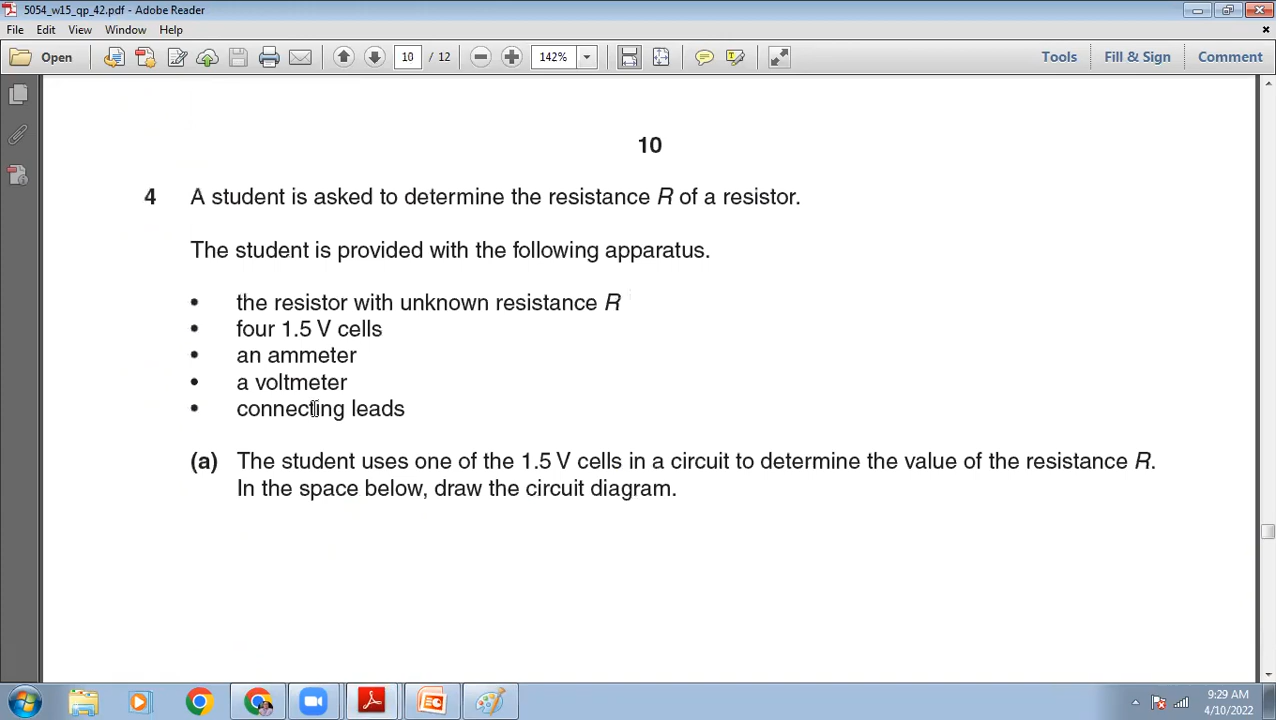 5054_w15_qp_42.pdf - Adobe Reader
File Edit View Window Help
Open 10 / 12 142% Tools Fill & Sign Comment
10
4 A student is asked to determine the resistance R of a resistor.
The student is provided with the following apparatus.
• the resistor with unknown resistance R
• four 1.5 V cells
• an ammeter
• a voltmeter
• connecting leads
(a) The student uses one of the 1.5 V cells in a circuit to determine the value of the resistance R.
In the space below, draw the circuit diagram.
9:29 AM
4/10/2022